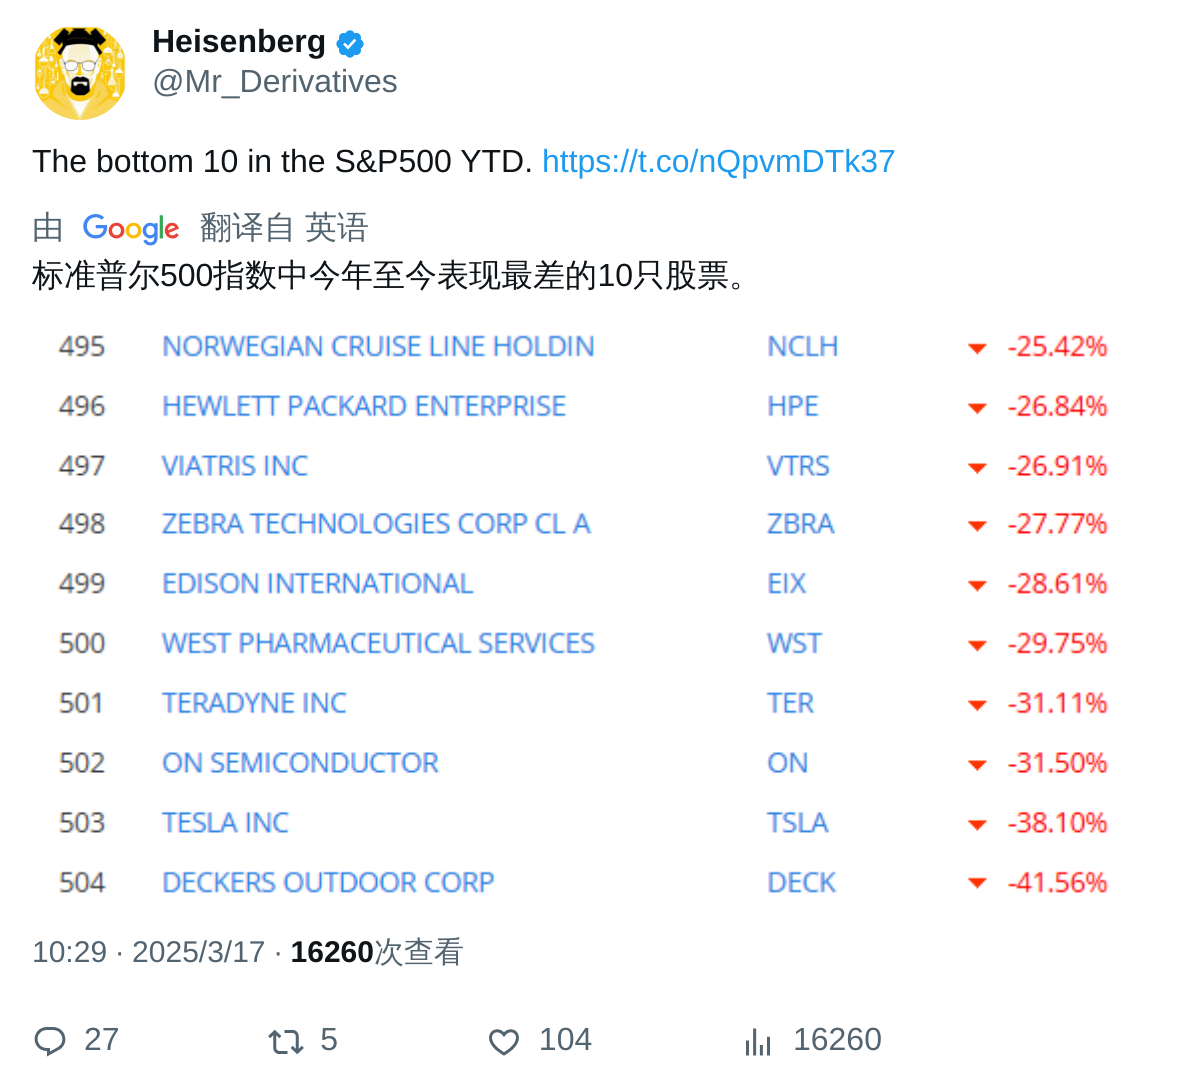 Heisenberg
@Mr_Derivatives
The bottom 10 in the S&P500 YTD. https://t.co/nQpvmDTk37
由 Google 翻译自 英语
标准普尔500指数中今年至今表现最差的10只股票。
495 NORWEGIAN CRUISE LINE HOLDIN NCLH -25.42%
496 HEWLETT PACKARD ENTERPRISE HPE -26.84%
497 VIATRIS INC VTRS -26.91%
498 ZEBRA TECHNOLOGIES CORP CL A ZBRA -27.77%
499 EDISON INTERNATIONAL EIX -28.61%
500 WEST PHARMACEUTICAL SERVICES WST -29.75%
501 TERADYNE INC TER -31.11%
502 ON SEMICONDUCTOR ON -31.50%
503 TESLA INC TSLA -38.10%
504 DECKERS OUTDOOR CORP DECK -41.56%
10:29 · 2025/3/17 · 16260次查看
27 5 104 16260